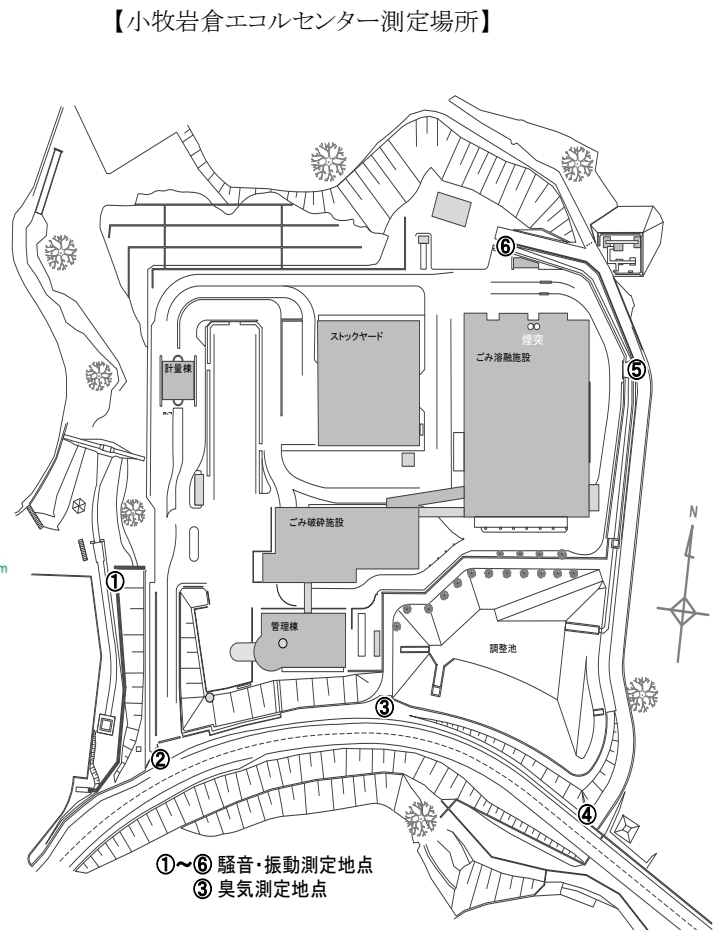 【小牧岩倉エコルセンター測定場所】
⑥
ストックヤード
煙突
ごみ溶融施設
計量棟
⑤
N
ごみ破砕施設
m
①
管理棟
調整池
③
②
④
①~⑥ 騒音・振動測定地点
③ 臭気測定地点